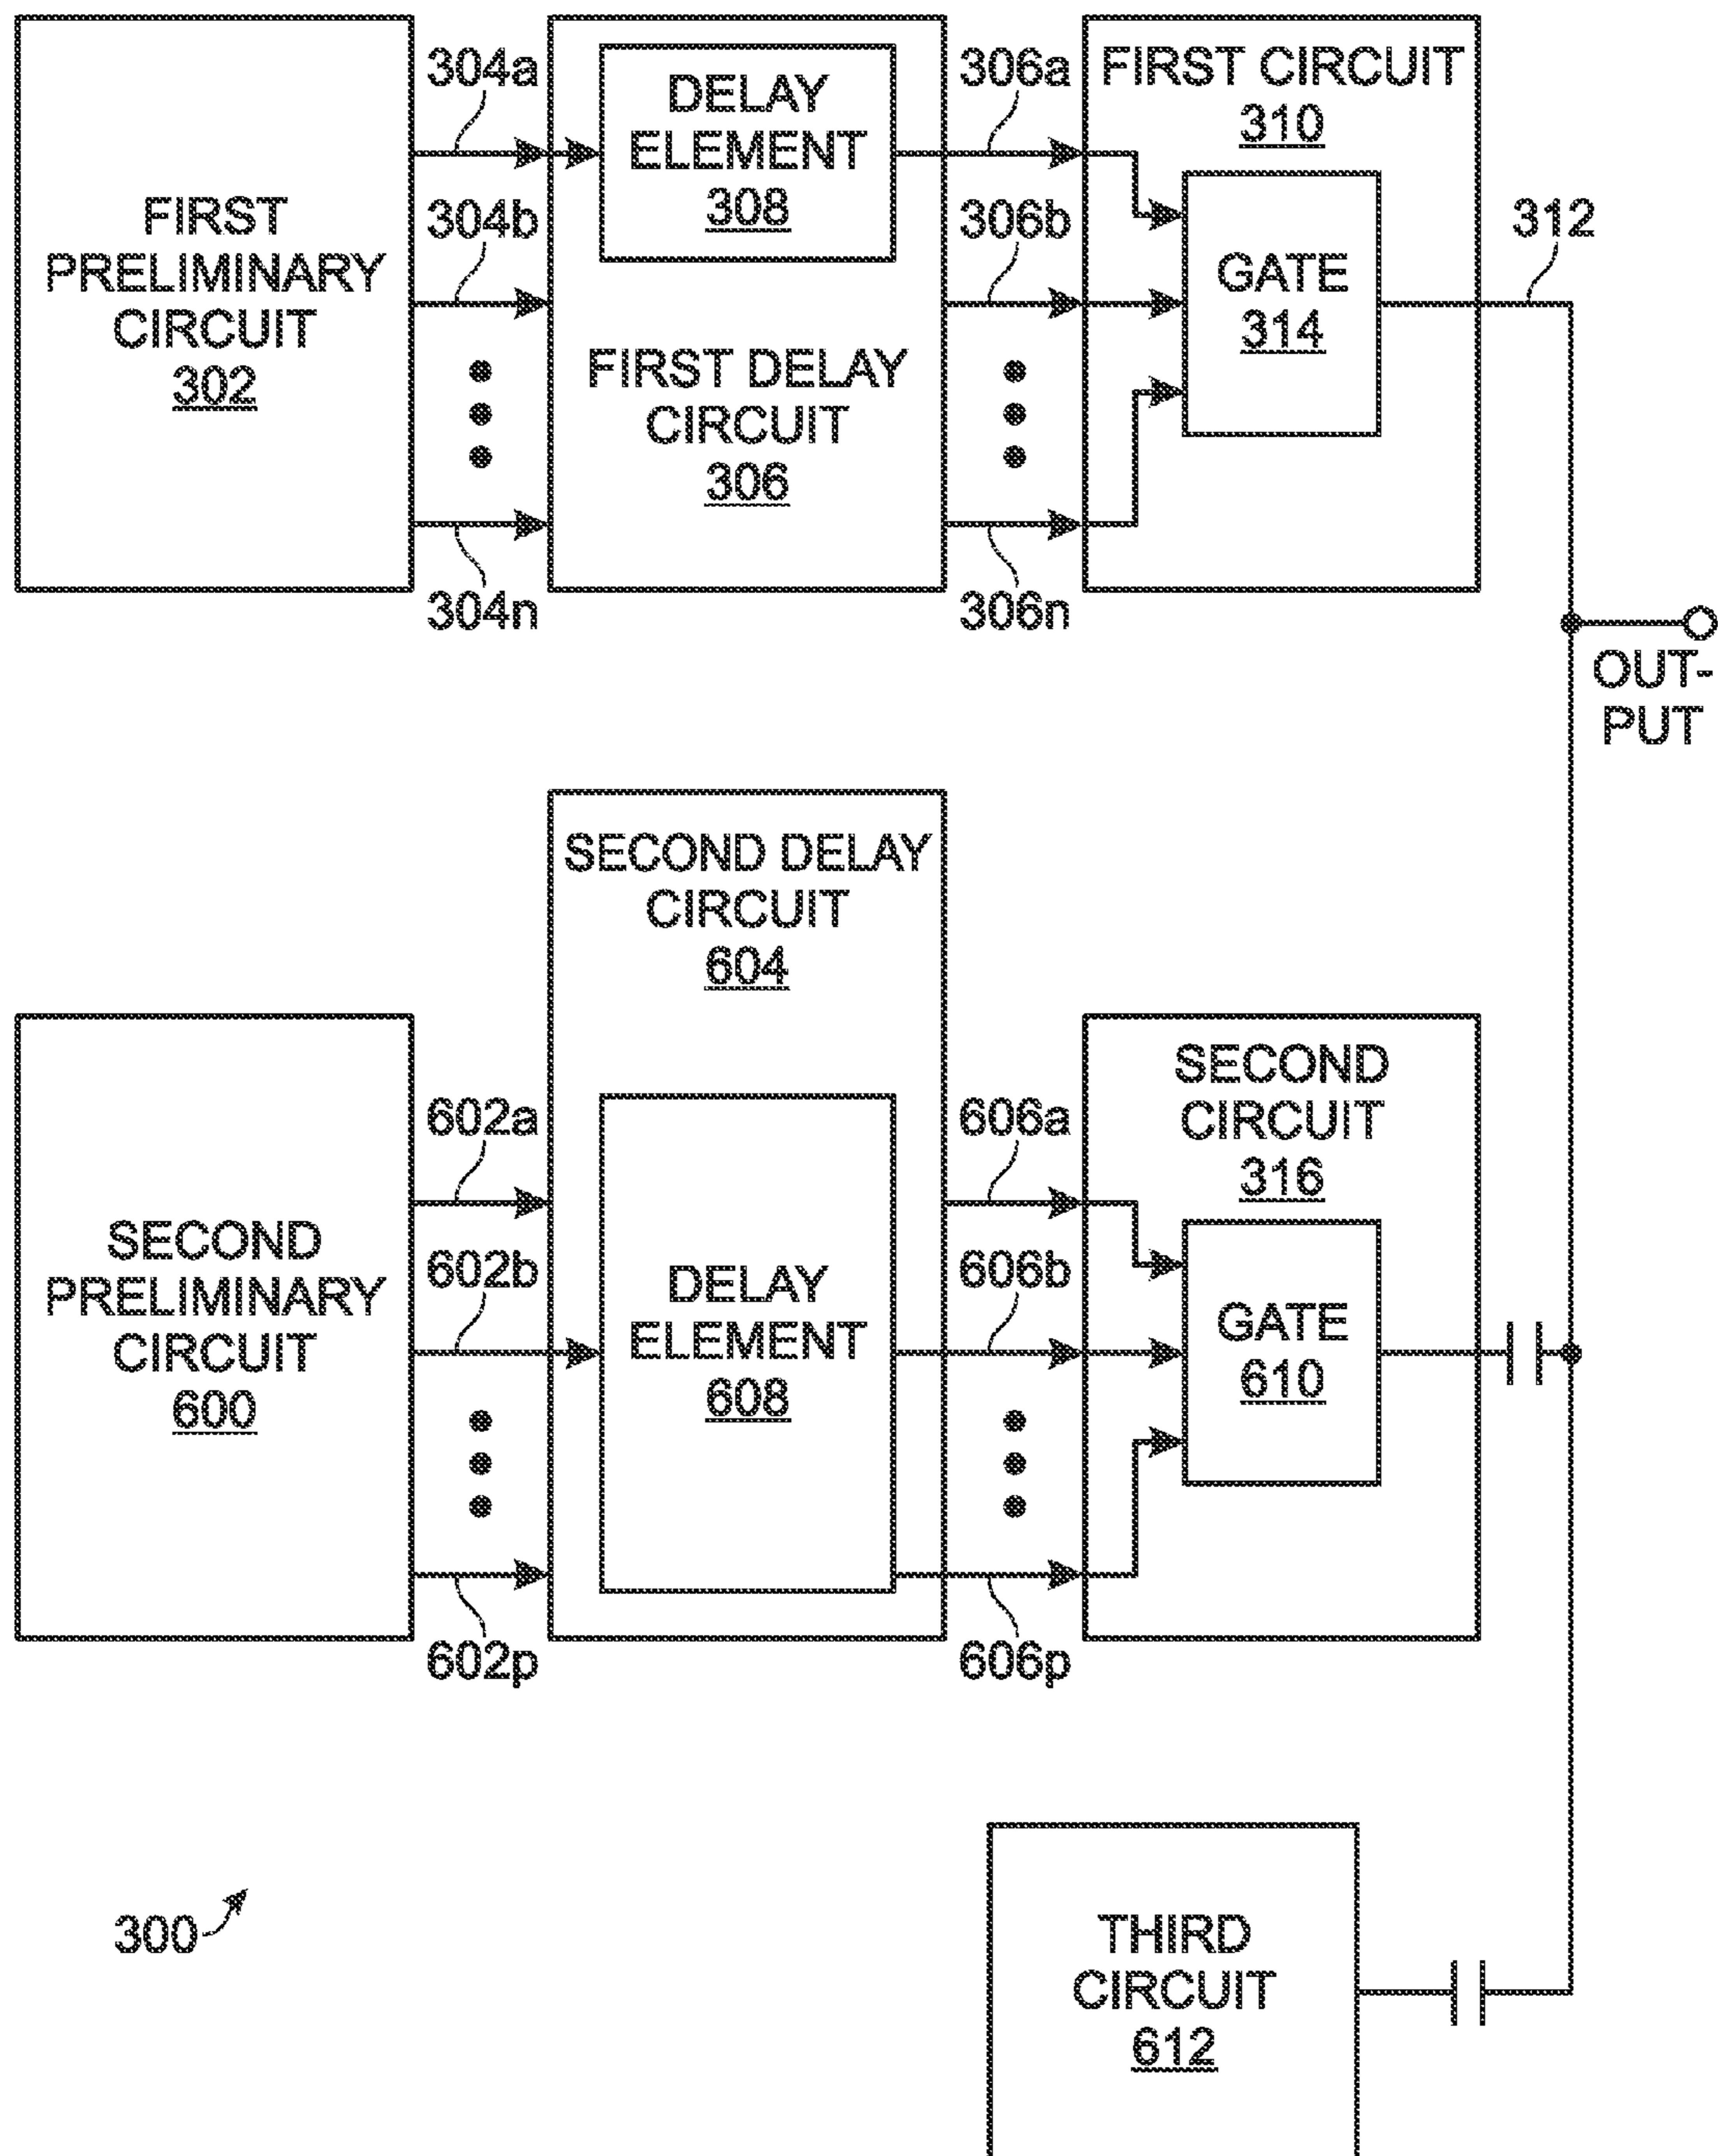 FIRST
PRELIMINARY
CIRCUIT
302
304a
304b
304n
DELAY
ELEMENT
308
FIRST DELAY
CIRCUIT
306
306a
306b
306n
FIRST CIRCUIT
310
GATE
314
312
OUT-
PUT
SECOND
PRELIMINARY
CIRCUIT
600
602a
602b
602p
SECOND DELAY
CIRCUIT
604
DELAY
ELEMENT
608
606a
606b
606p
SECOND
CIRCUIT
316
GATE
610
300
THIRD
CIRCUIT
612